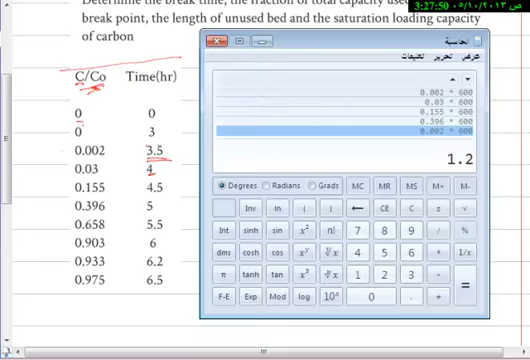 Determine the break time, the fraction of total capacity used
break point, the length of unused bed and the saturation loading capacity
of carbon
3:27:50 ص ٠٥/١٠/٢٠١٣
C/Co Time(hr)
0 0
0 3
0.002 3.5
0.03 4
0.155 4.5
0.396 5
0.658 5.5
0.903 6
0.933 6.2
0.975 6.5
الحاسبة
عرض تحرير تعليمات
0.002 * 600
0.03 * 600
0.155 * 600
0.396 * 600
0.002 * 600
1.2
Degrees Radians Grads MC MR MS M+ M-
Inv ln ( ) ← CE C ± √
Int sinh sin x² n! 7 8 9 / %
dms cosh cos xʸ ʸ√x 4 5 6 * 1/x
π tanh tan x³ ³√x 1 2 3 - =
F-E Exp Mod log 10ˣ 0 . +